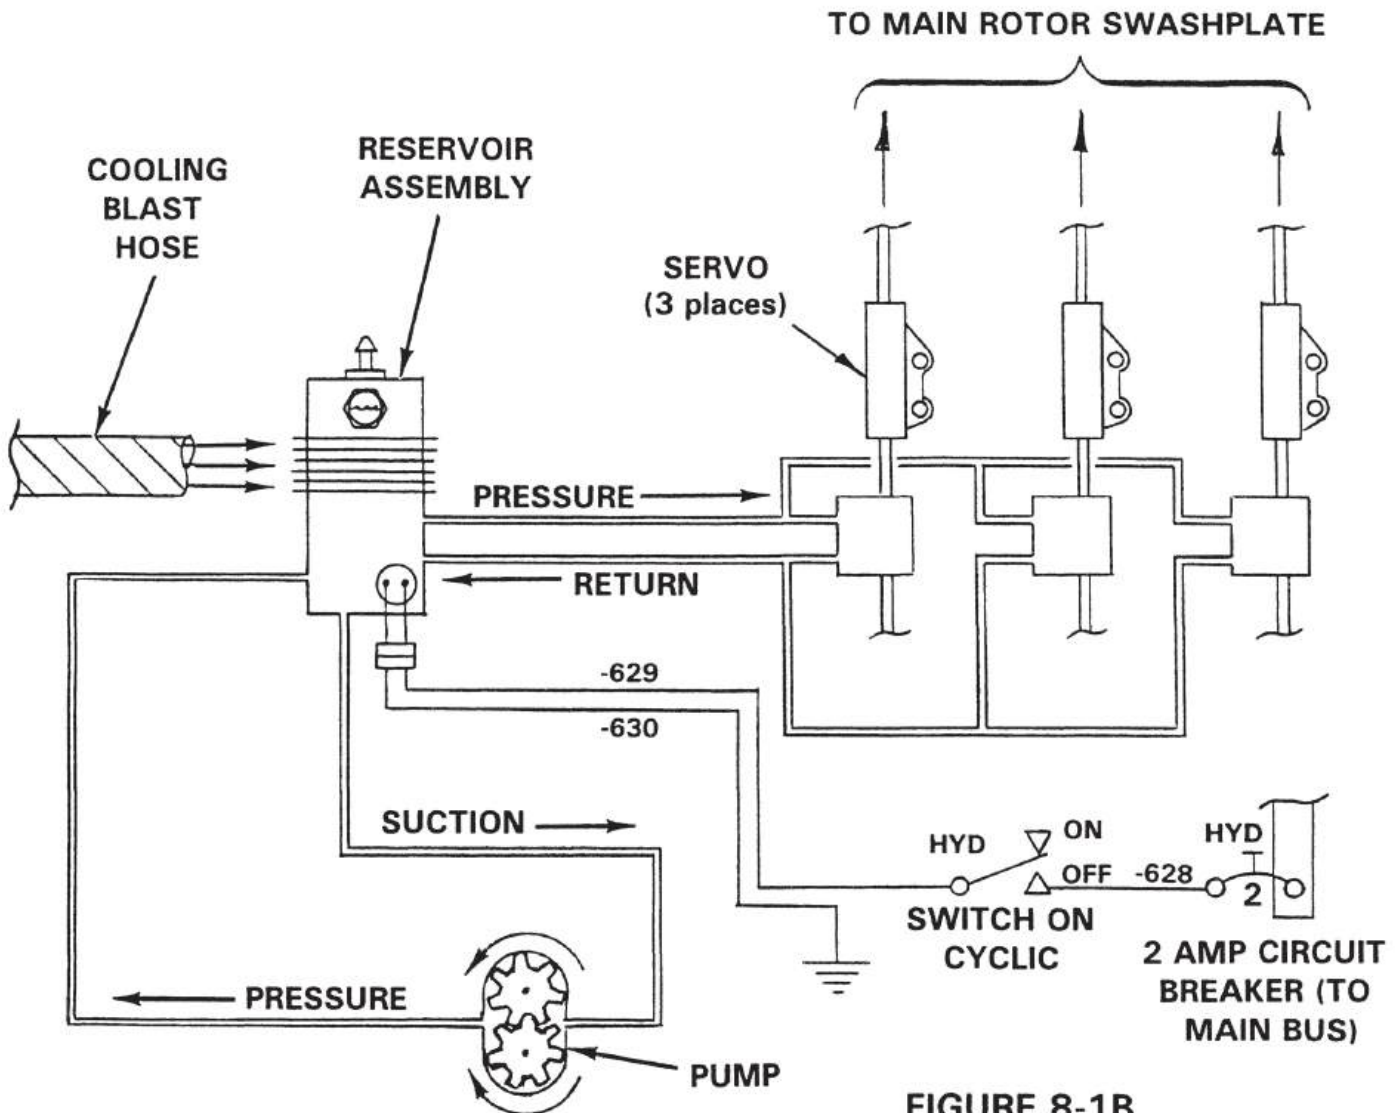 TO MAIN ROTOR SWASHPLATE
COOLING
BLAST
HOSE
RESERVOIR
ASSEMBLY
SERVO
(3 places)
PRESSURE
RETURN
-629
-630
SUCTION
HYD
ON
OFF
-628
HYD
2
SWITCH ON
CYCLIC
2 AMP CIRCUIT
BREAKER (TO
MAIN BUS)
PRESSURE
PUMP
FIGURE 8-1B